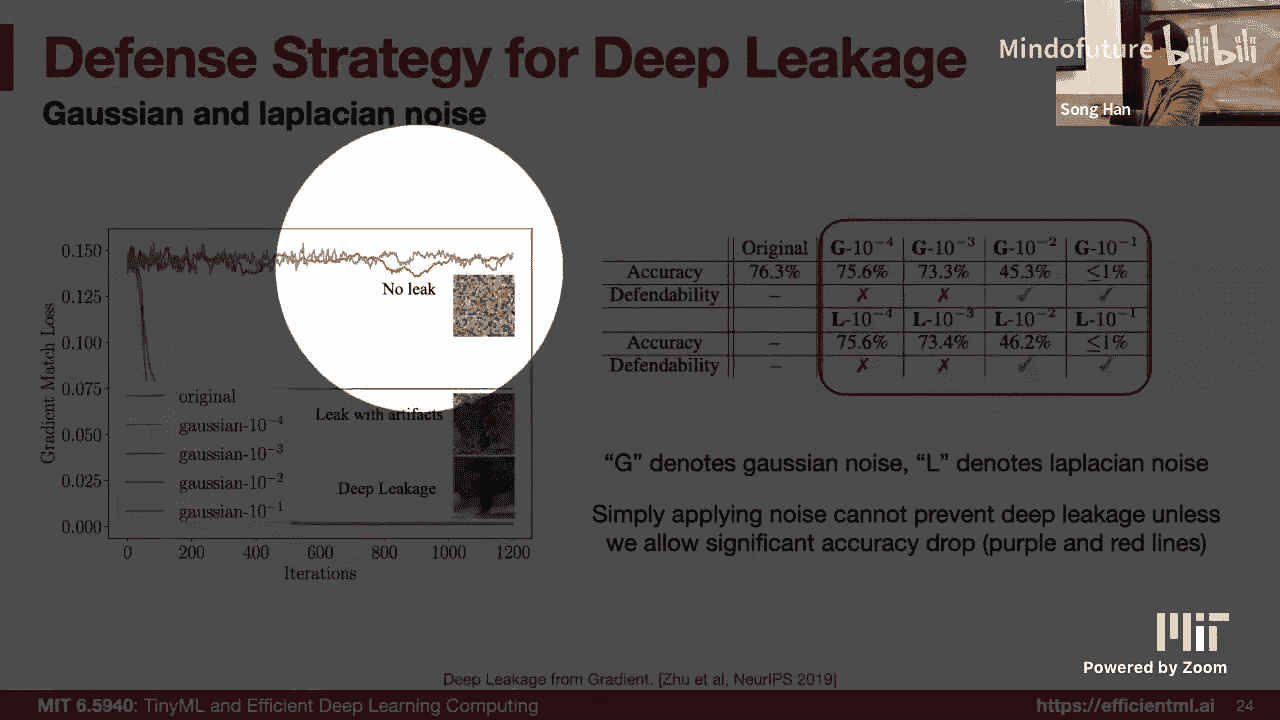 Defense Strategy for Deep Leakage
Mindofuture bilibili
Song Han
Gaussian and laplacian noise
Gradient Match Loss
0.150
0.125
0.100
0.075
0.050
0.025
0.000
0 200 400 600 800 1000 1200
Iterations
No leak
Leak with artifacts
Deep Leakage
original
gaussian-10⁻⁴
gaussian-10⁻³
gaussian-10⁻²
gaussian-10⁻¹
Original G-10⁻⁴ G-10⁻³ G-10⁻² G-10⁻¹
Accuracy 76.3% 75.6% 73.3% 45.3% ≤1%
Defendability – ✗ ✗ ✓ ✓
L-10⁻⁴ L-10⁻³ L-10⁻² L-10⁻¹
Accuracy – 75.6% 73.4% 46.2% ≤1%
Defendability – ✗ ✗ ✓ ✓
“G” denotes gaussian noise, “L” denotes laplacian noise
Simply applying noise cannot prevent deep leakage unless
we allow significant accuracy drop (purple and red lines)
MIT
Powered by Zoom
Deep Leakage from Gradient. [Zhu et al, NeurIPS 2019]
MIT 6.5940: TinyML and Efficient Deep Learning Computing
https://efficientml.ai 24